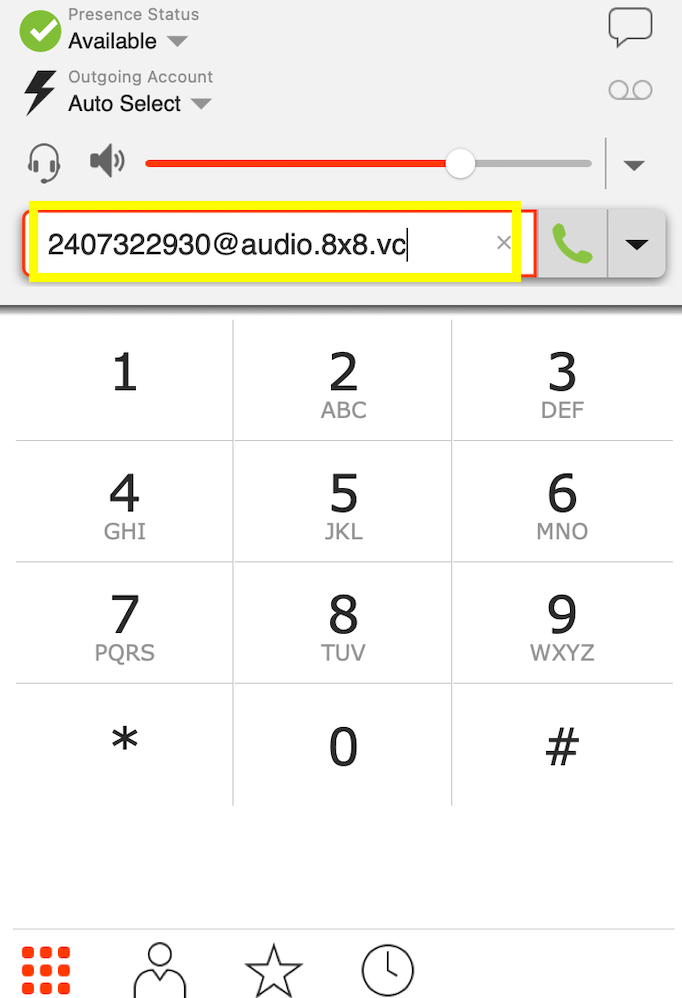 Presence Status
Available
Outgoing Account
Auto Select
2407322930@audio.8x8.vc
1 2 3
ABC DEF
4 5 6
GHI JKL MNO
7 8 9
PQRS TUV WXYZ
* 0 #